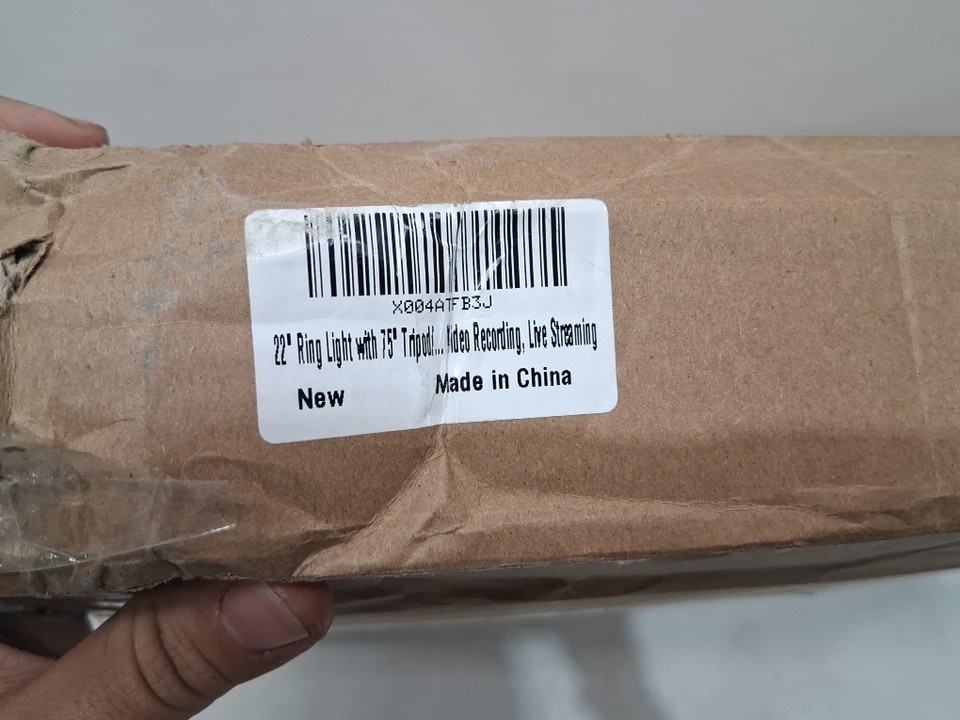 X004ATFB3J
22" Ring Light with 75" Tripod/... Video Recording, Live Streaming
New Made in China